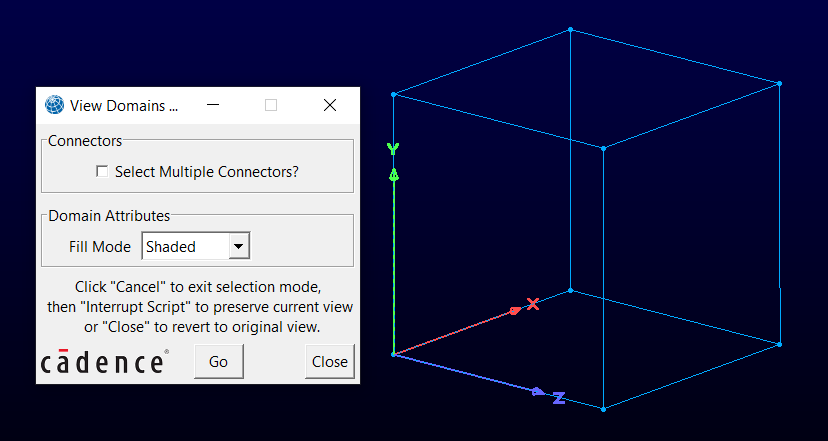 View Domains ...
Connectors
Select Multiple Connectors?
Domain Attributes
Fill Mode Shaded
Click "Cancel" to exit selection mode,
then "Interrupt Script" to preserve current view
or "Close" to revert to original view.
cādence® Go Close
Y
X
Z